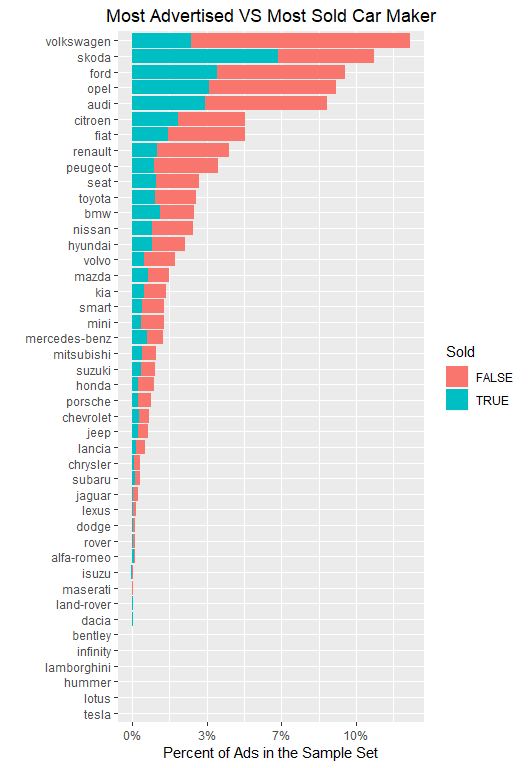 Most Advertised VS Most Sold Car Maker
volkswagen
skoda
ford
opel
audi
citroen
fiat
renault
peugeot
seat
toyota
bmw
nissan
hyundai
volvo
mazda
kia
smart
mini
mercedes-benz
mitsubishi
suzuki
honda
porsche
chevrolet
jeep
lancia
chrysler
subaru
jaguar
lexus
dodge
rover
alfa-romeo
isuzu
maserati
land-rover
dacia
bentley
infinity
lamborghini
hummer
lotus
tesla
0% 3% 7% 10%
Percent of Ads in the Sample Set
Sold
FALSE
TRUE